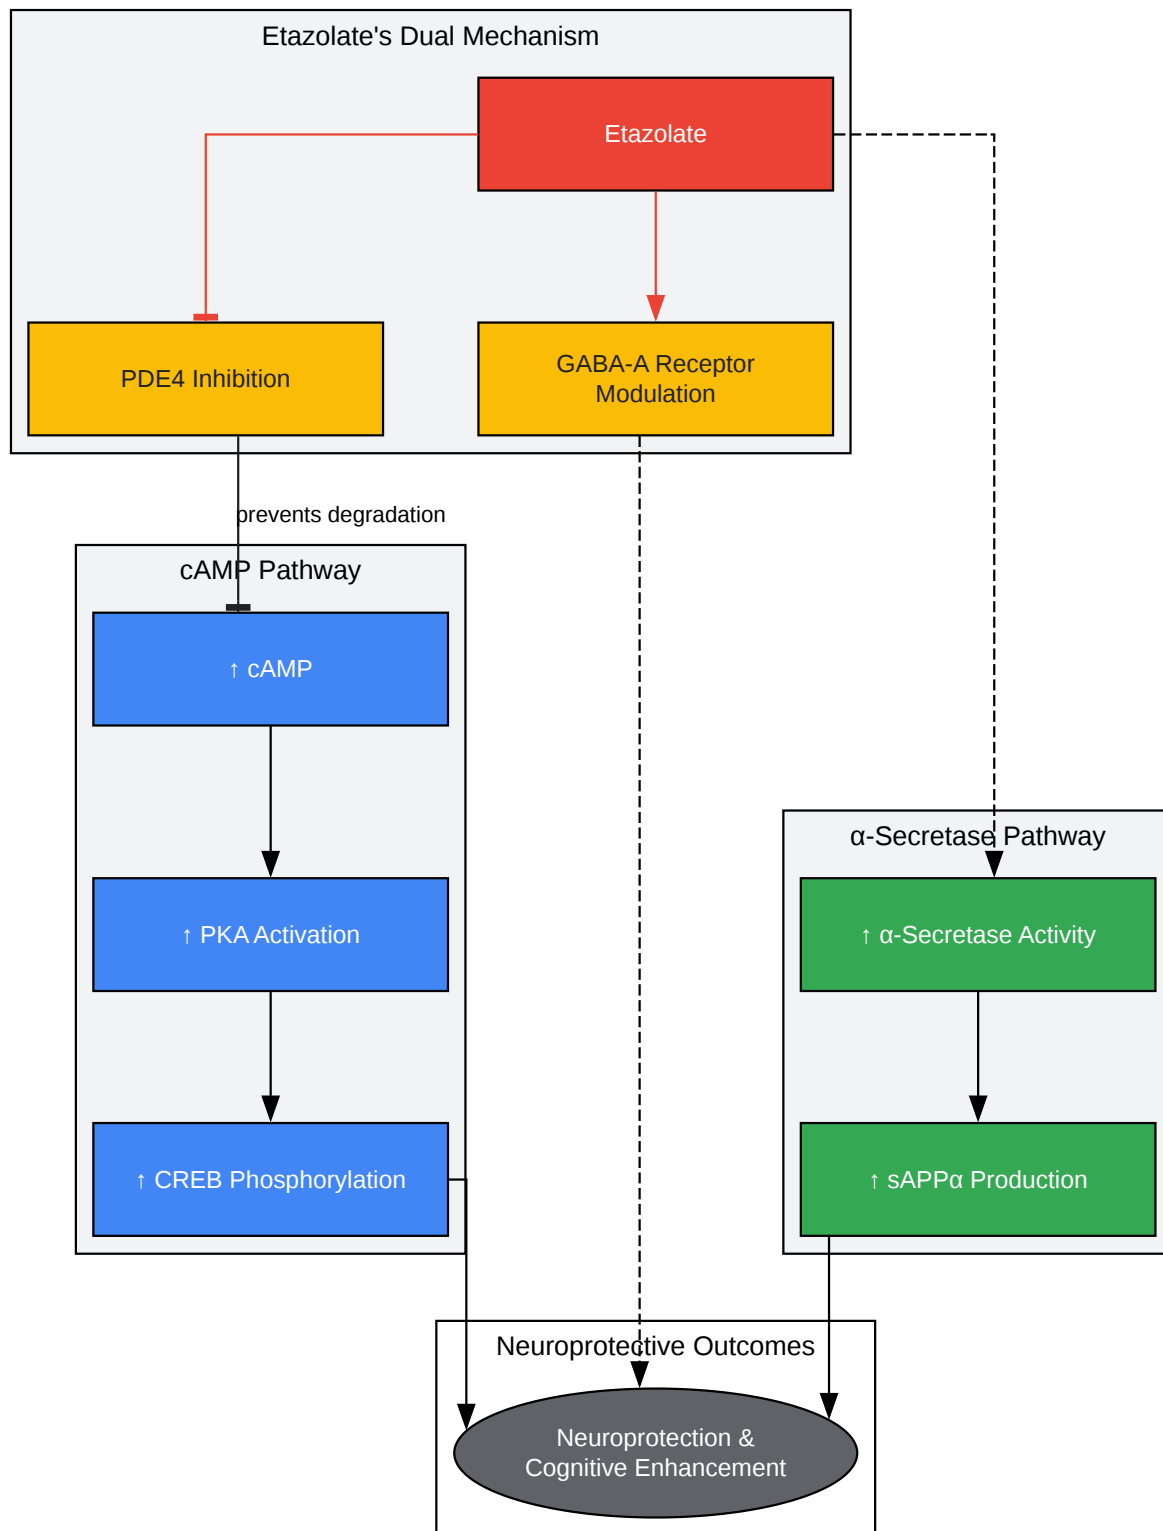 Etazolate's Dual Mechanism
Etazolate
PDE4 Inhibition
GABA-A Receptor
Modulation
prevents degradation
cAMP Pathway
↑ cAMP
α-Secretase Pathway
↑ PKA Activation
↑ α-Secretase Activity
↑ CREB Phosphorylation
↑ sAPPα Production
Neuroprotective Outcomes
Neuroprotection &
Cognitive Enhancement